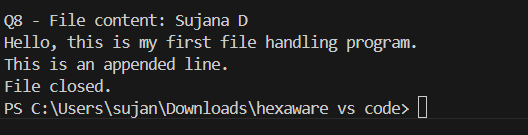 Q8 - File content: Sujana D
Hello, this is my first file handling program.
This is an appended line.
File closed.
PS C:\Users\sujan\Downloads\hexaware vs code>